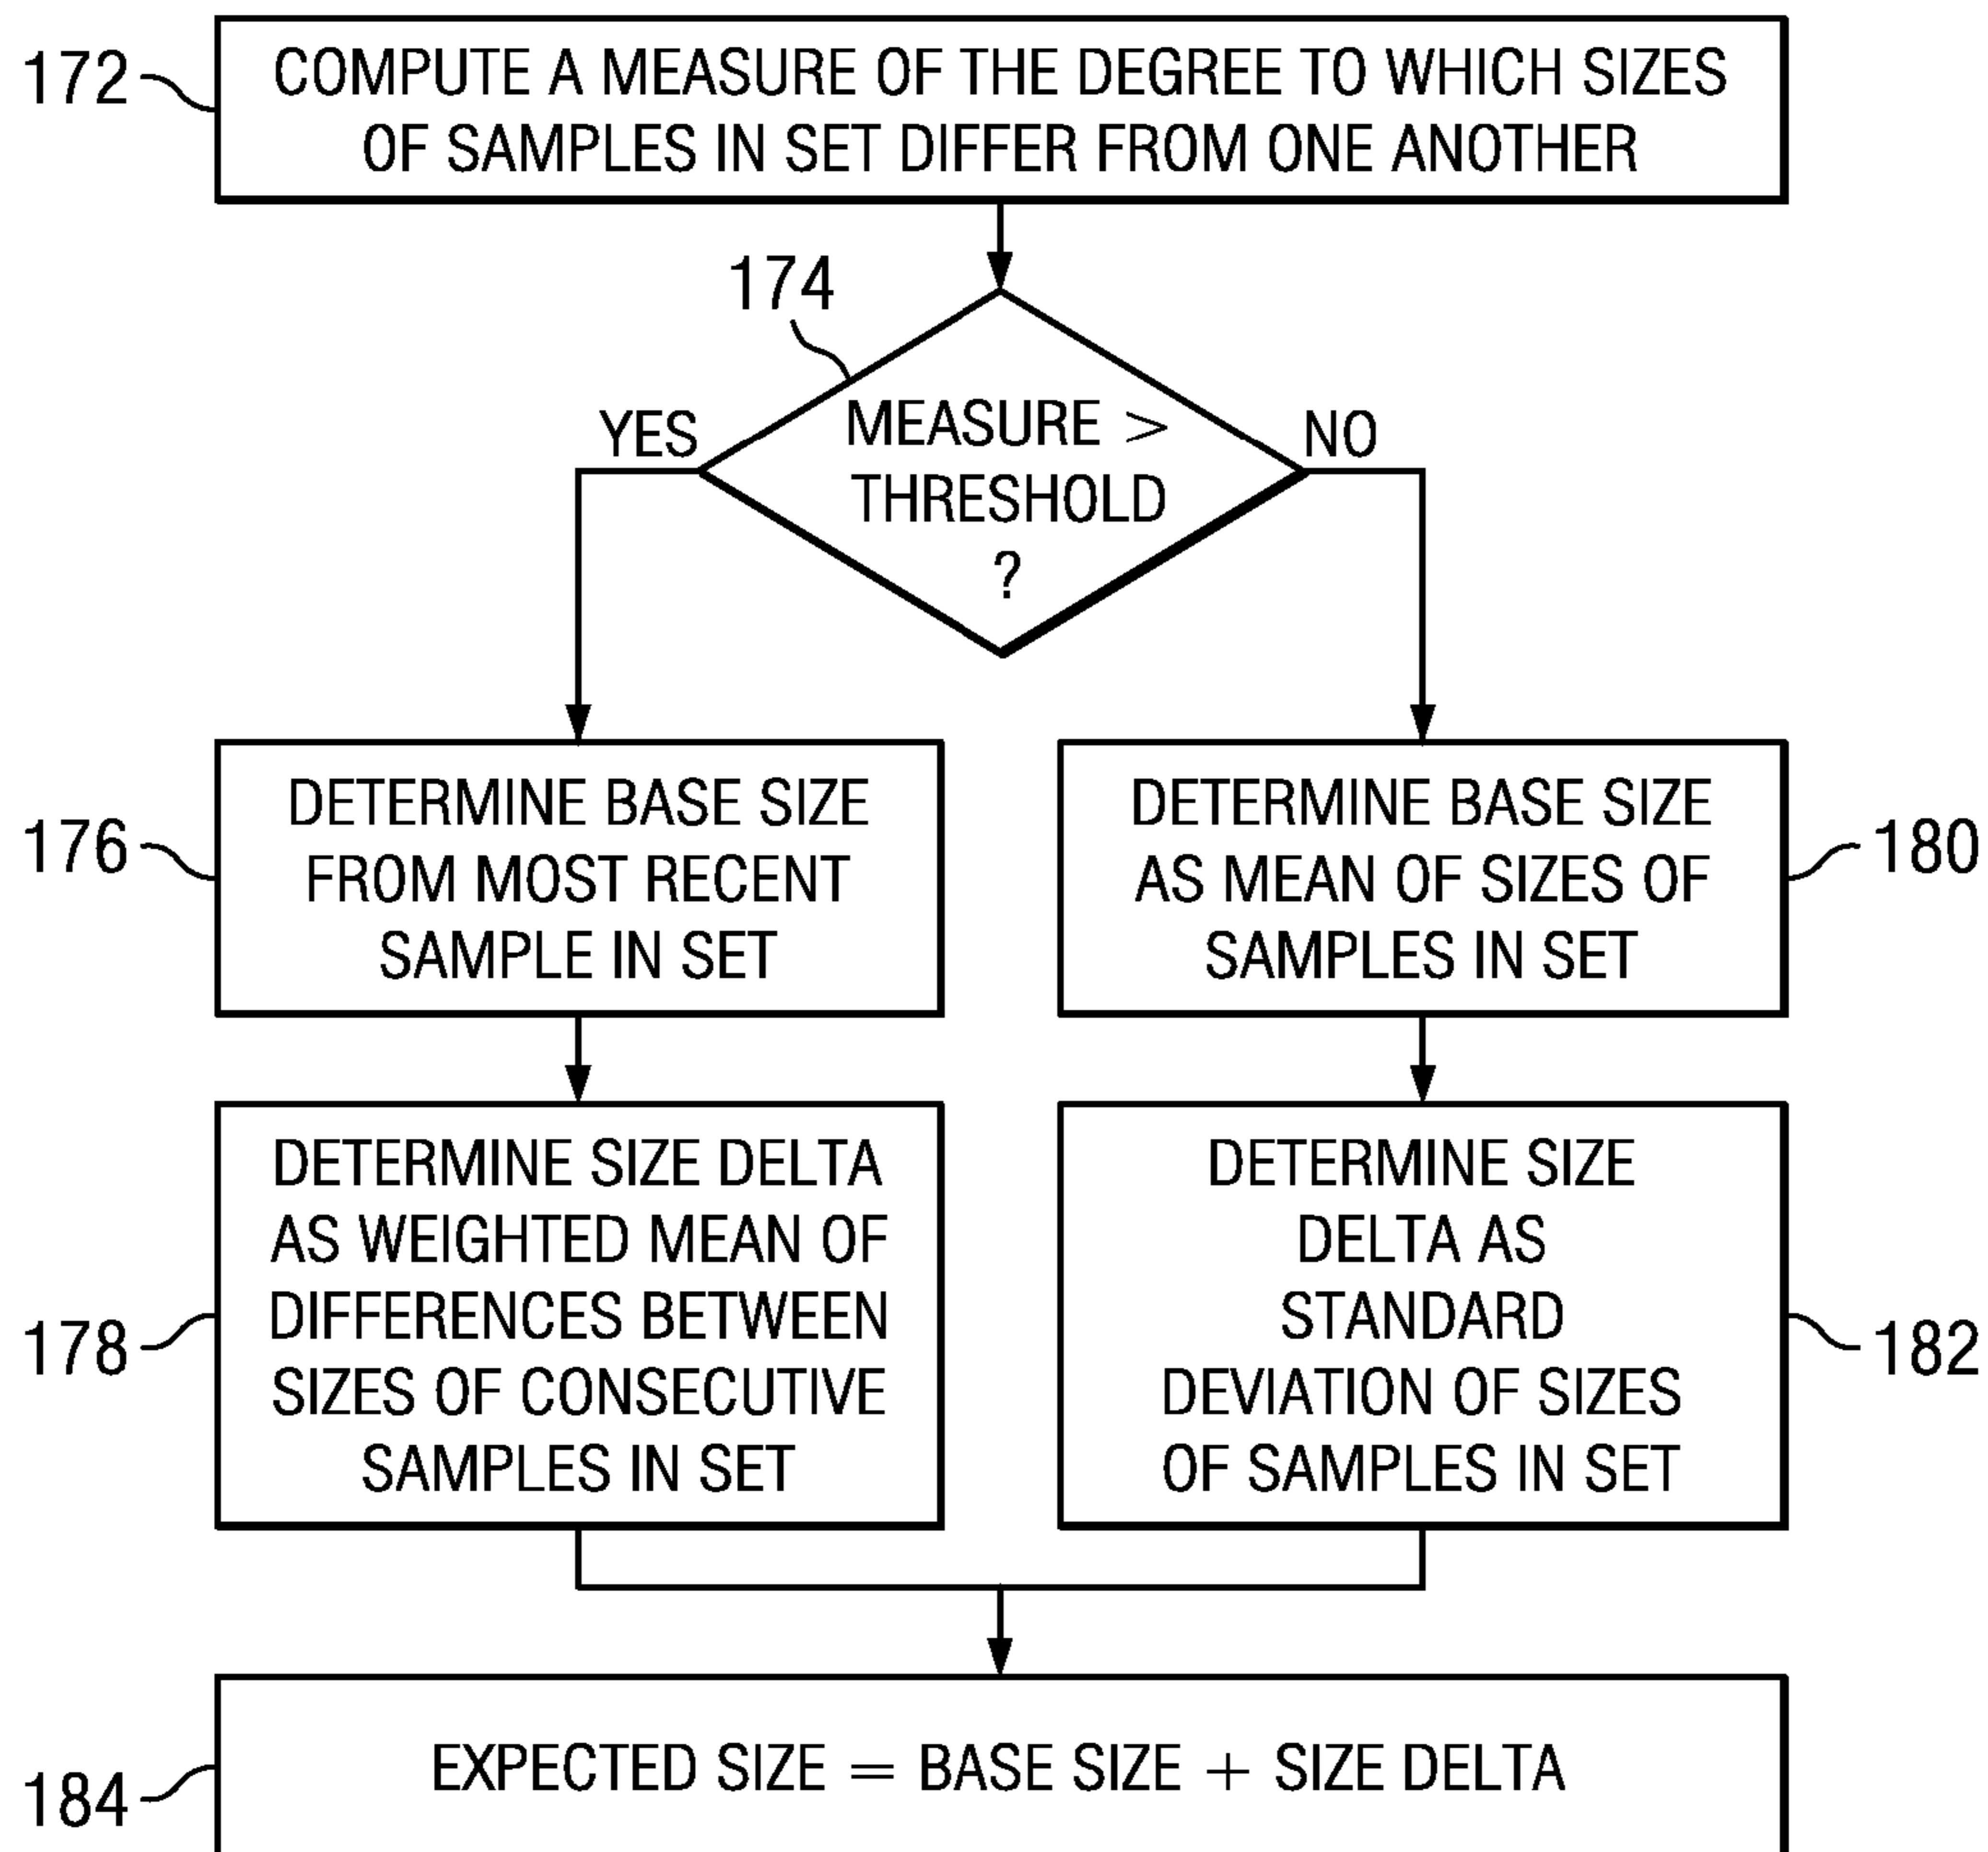 172
COMPUTE A MEASURE OF THE DEGREE TO WHICH SIZES
OF SAMPLES IN SET DIFFER FROM ONE ANOTHER
174
YES
MEASURE >
THRESHOLD
?
NO
176
DETERMINE BASE SIZE
FROM MOST RECENT
SAMPLE IN SET
DETERMINE BASE SIZE
AS MEAN OF SIZES OF
SAMPLES IN SET
180
178
DETERMINE SIZE DELTA
AS WEIGHTED MEAN OF
DIFFERENCES BETWEEN
SIZES OF CONSECUTIVE
SAMPLES IN SET
DETERMINE SIZE
DELTA AS
STANDARD
DEVIATION OF SIZES
OF SAMPLES IN SET
182
184
EXPECTED SIZE = BASE SIZE + SIZE DELTA